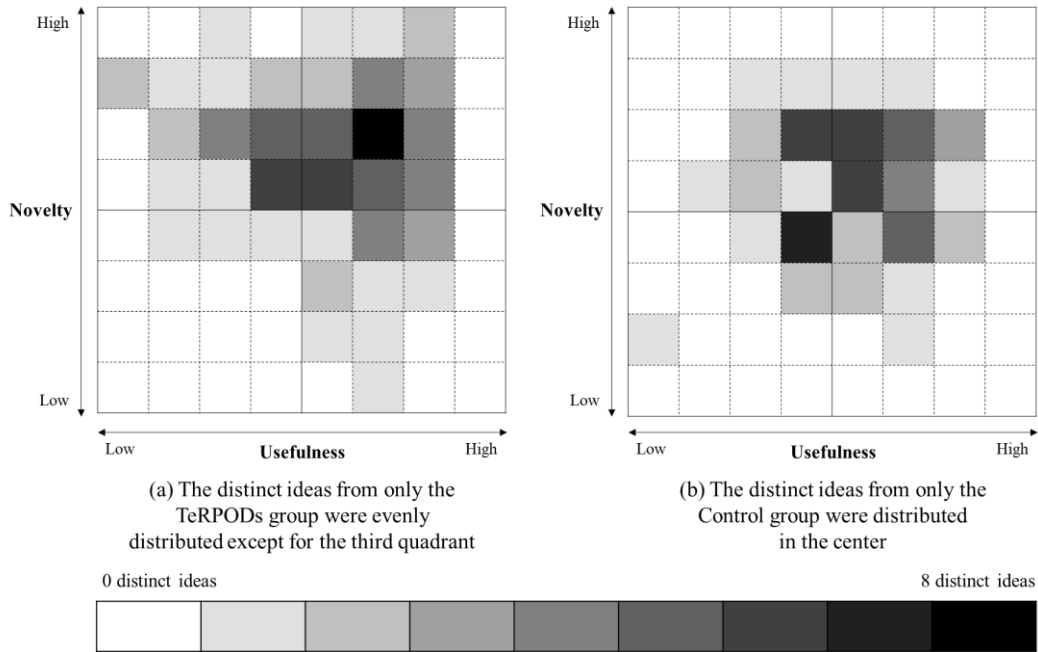 High
Novelty
Low
Low
Usefulness
High
(a) The distinct ideas from only the
TeRPODs group were evenly
distributed except for the third quadrant
High
Novelty
Low
Low
Usefulness
High
(b) The distinct ideas from only the
Control group were distributed
in the center
0 distinct ideas
8 distinct ideas